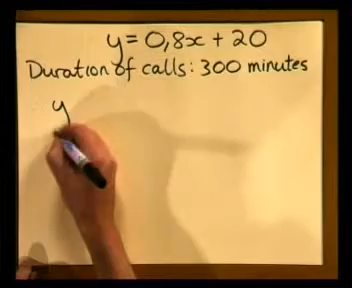 y = 0,8x + 20
Duration of calls: 300 minutes
y